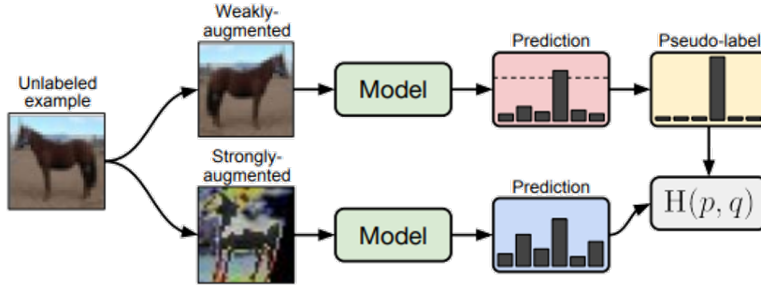 Weakly-
augmented
Prediction
Pseudo-label
Unlabeled
example
Model
Strongly-
augmented
Prediction
Model
H(p, q)